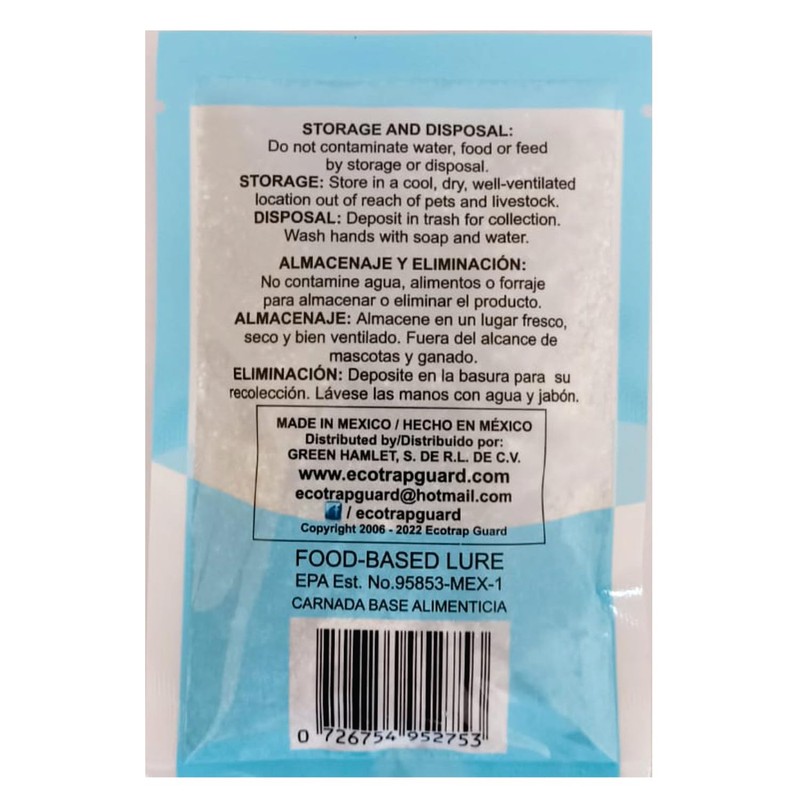 STORAGE AND DISPOSAL:
Do not contaminate water, food or feed
by storage or disposal.
STORAGE: Store in a cool, dry, well-ventilated
location out of reach of pets and livestock.
DISPOSAL: Deposit in trash for collection.
Wash hands with soap and water.
ALMACENAJE Y ELIMINACIÓN:
No contamine agua, alimentos o forraje
para almacenar o eliminar el producto.
ALMACENAJE: Almacene en un lugar fresco,
seco y bien ventilado. Fuera del alcance de
mascotas y ganado.
ELIMINACIÓN: Deposite en la basura para su
recolección. Lávese las manos con agua y jabón.
MADE IN MEXICO / HECHO EN MÉXICO
Distributed by/Distribuido por:
GREEN HAMLET, S. DE R.L. DE C.V.
www.ecotrapguard.com
ecotrapguard@hotmail.com
f / ecotrapguard
Copyright 2006 - 2022 Ecotrap Guard
FOOD-BASED LURE
EPA Est. No.95853-MEX-1
CARNADA BASE ALIMENTICIA
0 726754 952753